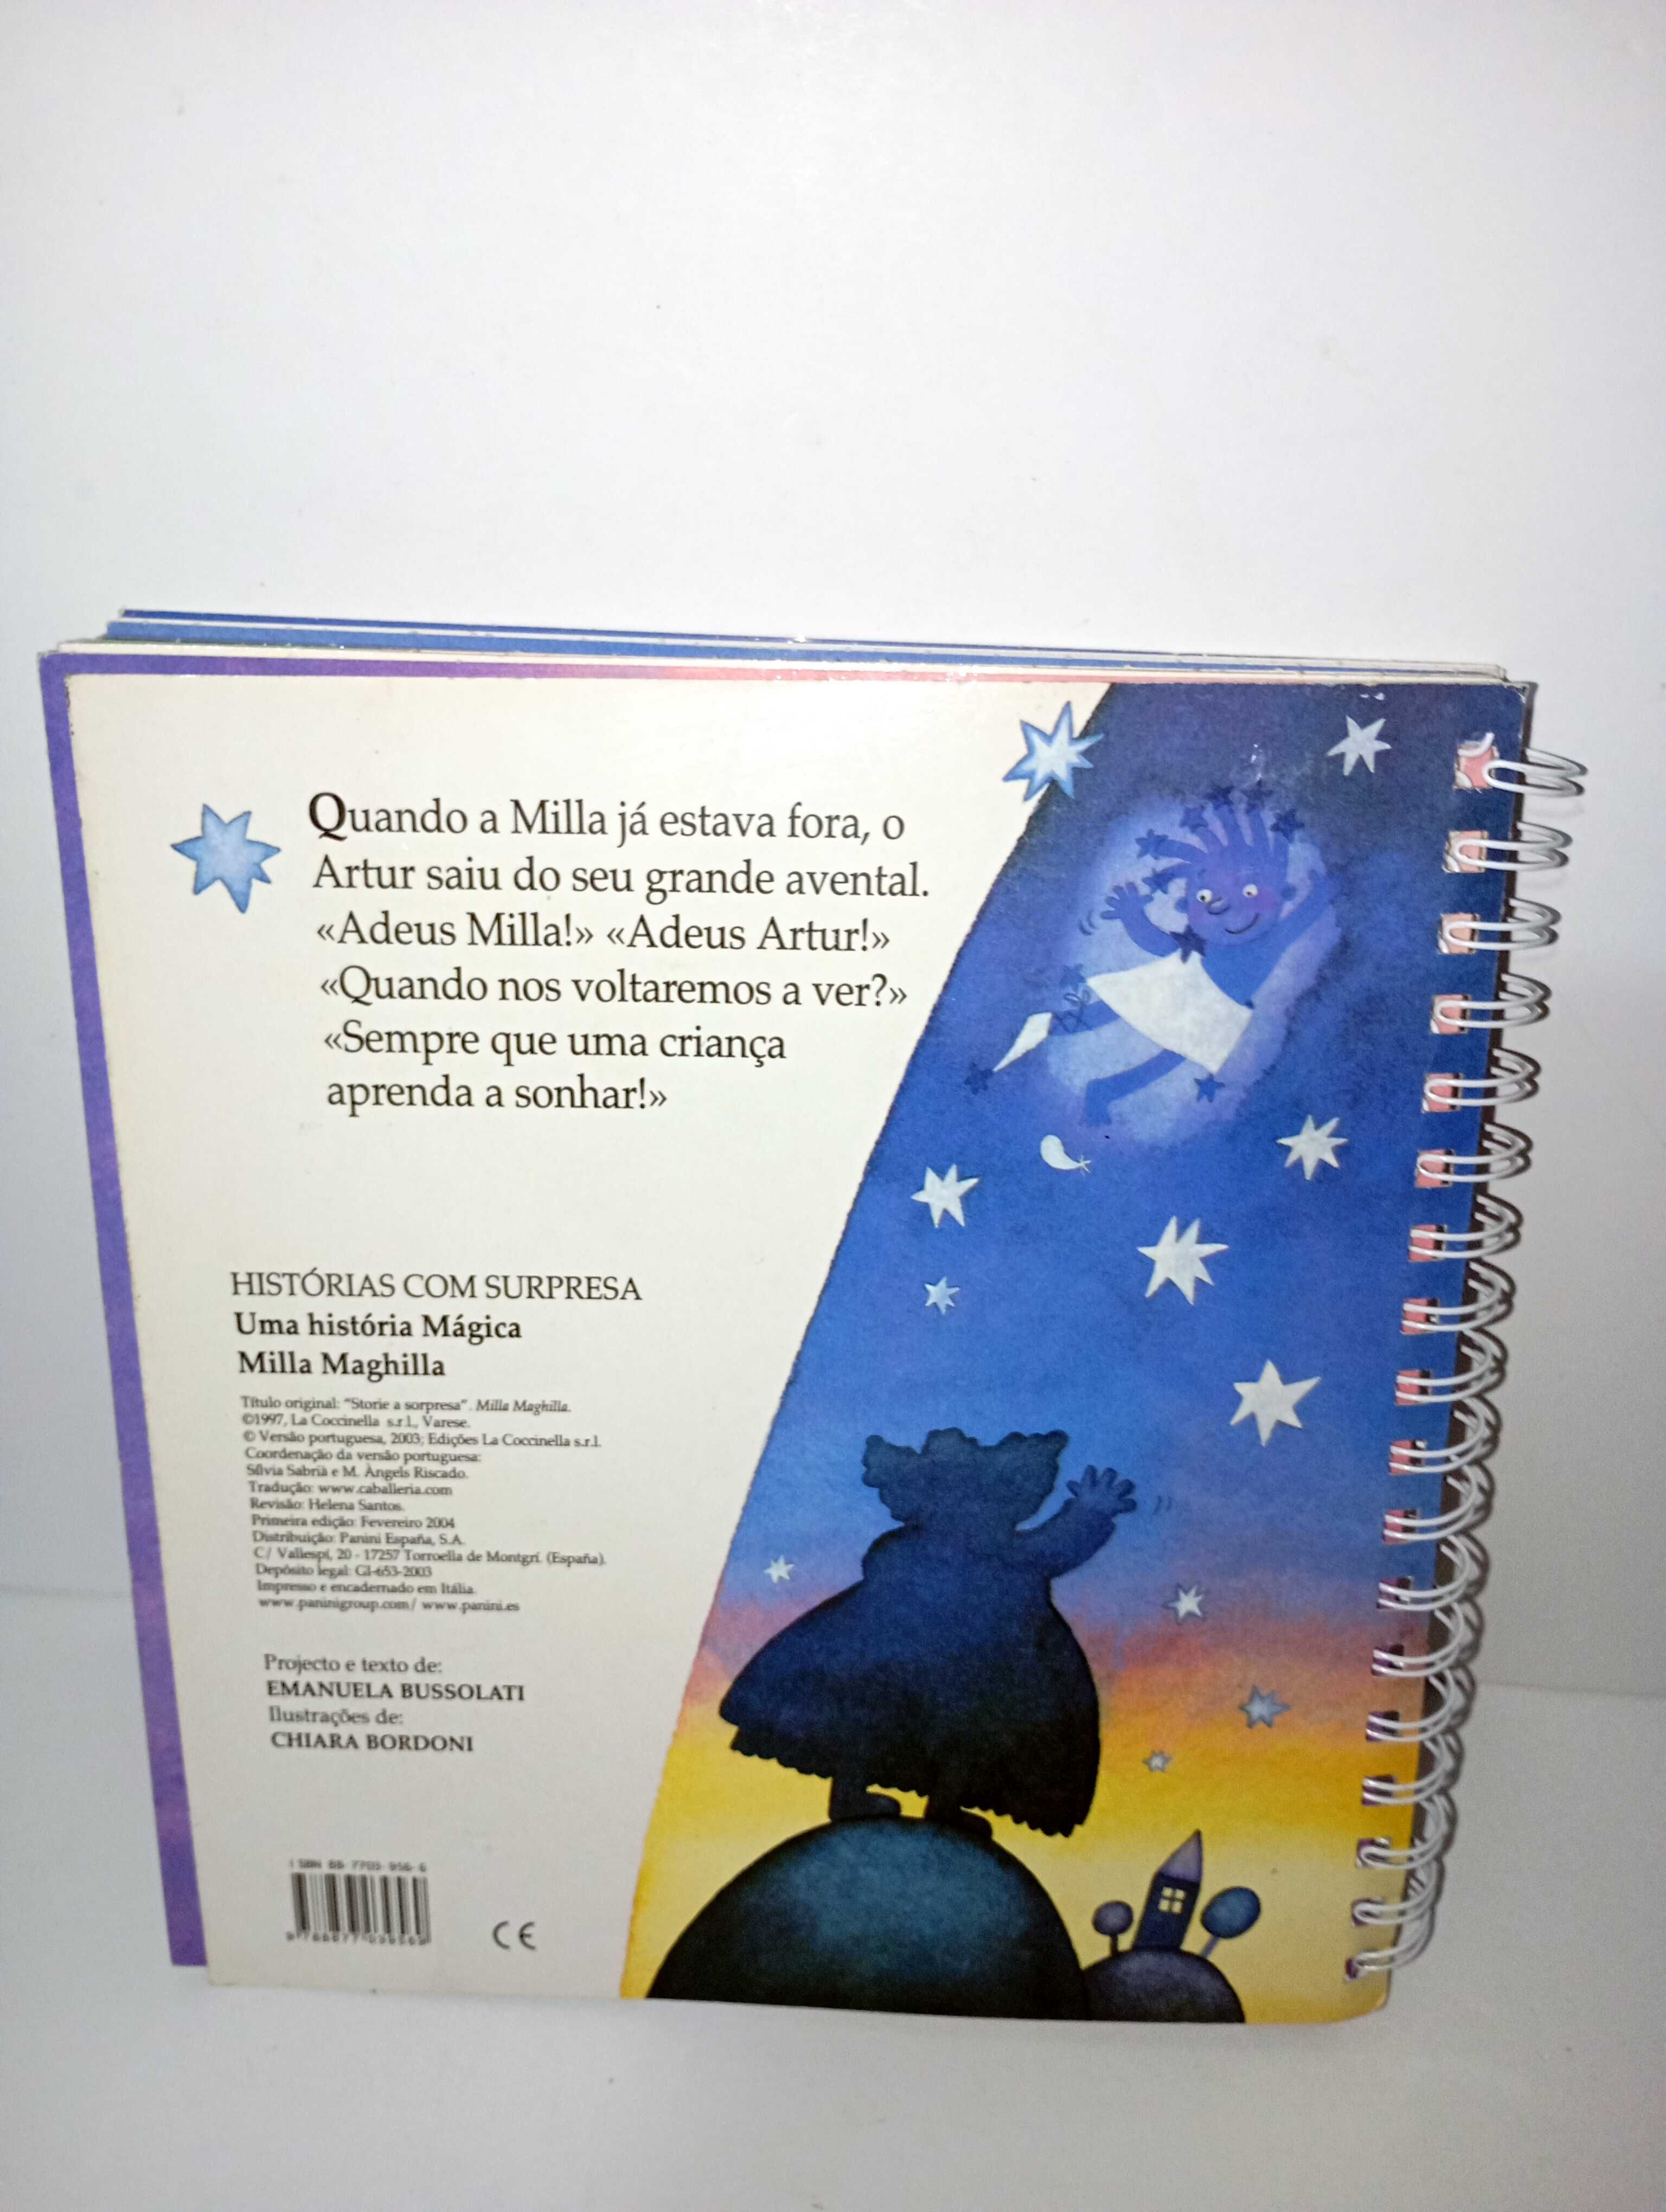 Quando a Milla já estava fora, o
Artur saiu do seu grande avental.
«Adeus Milla!» «Adeus Artur!»
«Quando nos voltaremos a ver?»
«Sempre que uma criança
aprenda a sonhar!»
HISTÓRIAS COM SURPRESA
Uma história Mágica
Milla Maghilla
Título original: "Storie a sorpresa". Milla Maghilla.
©1997, La Coccinella s.r.l., Varese.
© Versão portuguesa, 2003; Edições La Coccinella s.r.l.
Coordenação da versão portuguesa:
Sílvia Sabrià e M. Àngels Riscado.
Tradução: www.caballeria.com
Revisão: Helena Santos.
Primeira edição: Fevereiro 2004
Distribuição: Panini España, S.A.
C/ Vallespí, 20 - 17257 Torroella de Montgrí. (España).
Depósito legal: GI-653-2003
Impresso e encadernado em Itália.
www.paninigroup.com/ www.panini.es
Projecto e texto de:
EMANUELA BUSSOLATI
Ilustrações de:
CHIARA BORDONI
ISBN 88-7703-956-6
CE